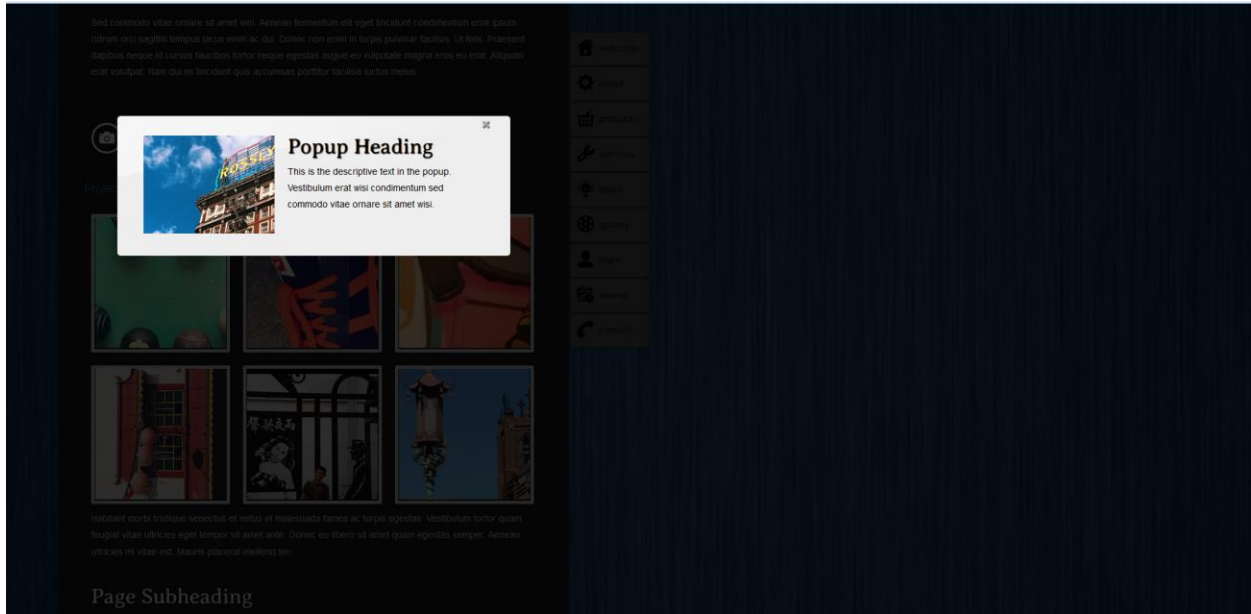 Sed commodo vitae ornare sit amet wisi. Aenean fermentum elit eget tincidunt condimentum eros ipsum
rutrum orci sagittis tempus lacus enim ac dui. Donec non enim in turpis pulvinar facilisis. Ut felis. Praesent
dapibus neque id cursus faucibus tortor neque egestas augue eu vulputate magna eros eu erat. Aliquam
erat volutpat. Nam dui mi tincidunt quis accumsan porttitor facilisis luctus metus.
welcome
about
gallery
team
Popup Heading
This is the descriptive text in the popup.
Vestibulum erat wisi condimentum sed
commodo vitae ornare sit amet wisi.
ROSSLY
Habitant morbi tristique senectus et netus et malesuada fames ac turpis egestas. Vestibulum tortor quam
feugiat vitae ultricies eget tempor sit amet ante. Donec eu libero sit amet quam egestas semper. Aenean
ultricies mi vitae est. Mauris placerat eleifend leo.
Page Subheading